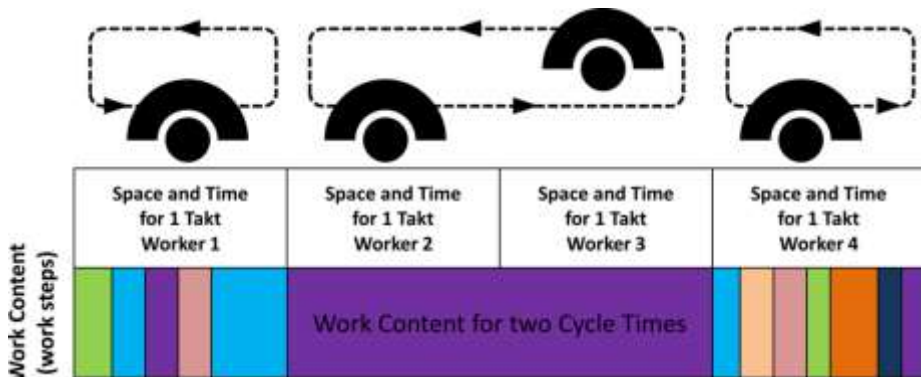 Space and Time
for 1 Takt
Worker 1
Space and Time
for 1 Takt
Worker 2
Space and Time
for 1 Takt
Worker 3
Space and Time
for 1 Takt
Worker 4
Work Content
(work steps)
Work Content for two Cycle Times